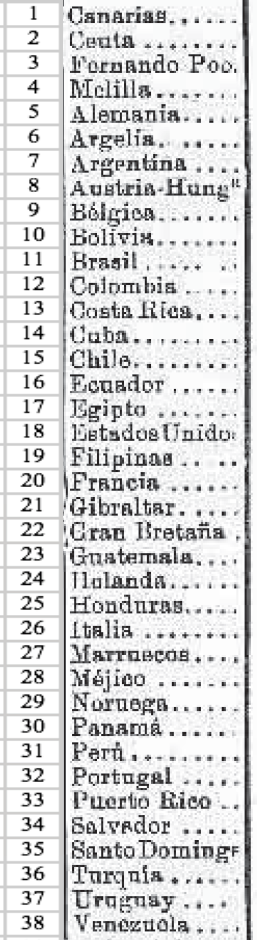 1 Canarias......
2 Ceuta ........
3 Fernando Poo.
4 Melilla.......
5 Alemania.....
6 Argelia. .....
7 Argentina ....
8 Austria-Hungª
9 Bélgica.......
10 Bolivia.......
11 Brasil ..... ..
12 Colombia .....
13 Costa Rica....
14 Cuba.........
15 Chile.........
16 Ecuador ......
17 Egipto .......
18 Estados Unido
19 Filipinas .. ..
20 Francia ......
21 Gibraltar.....
22 Gran Bretaña .
23 Guatemala....
24 Holanda......
25 Honduras.....
26 Italia ........
27 Marruecos....
28 Méjico .......
29 Noruega......
30 Panamá......
31 Perú.........
32 Portugal .....
33 Puerto Rico ..
34 Salvador .....
35 Santo Domingo
36 Turquía ......
37 Uruguay ....
38 Venezuela ....